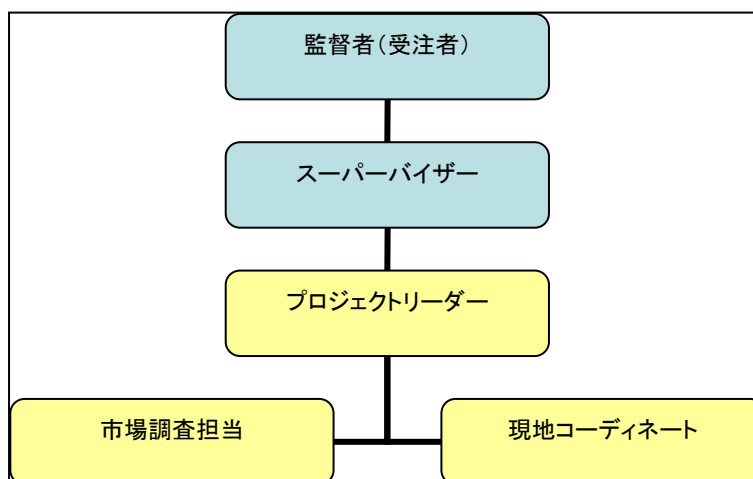 監督者（受注者）
スーパーバイザー
プロジェクトリーダー
市場調査担当
現地コーディネート